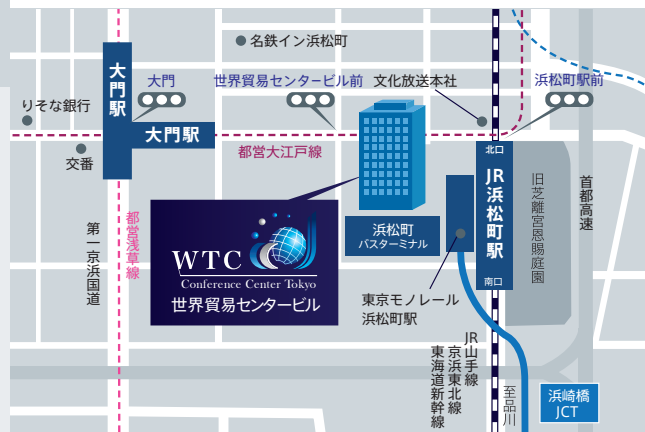 名鉄イン浜松町
大門駅
大門
世界貿易センタービル前
文化放送本社
浜松町駅前
りそな銀行
大門駅
交番
都営大江戸線
北口
JR浜松町駅
南口
旧芝離宮恩賜庭園
首都高速
浜松町
バスターミナル
都営浅草線
第一京浜国道
WTC
Conference Center Tokyo
世界貿易センタービル
東京モノレール
浜松町駅
JR山手線
京浜東北線
東海道新幹線
至品川
浜崎橋
JCT